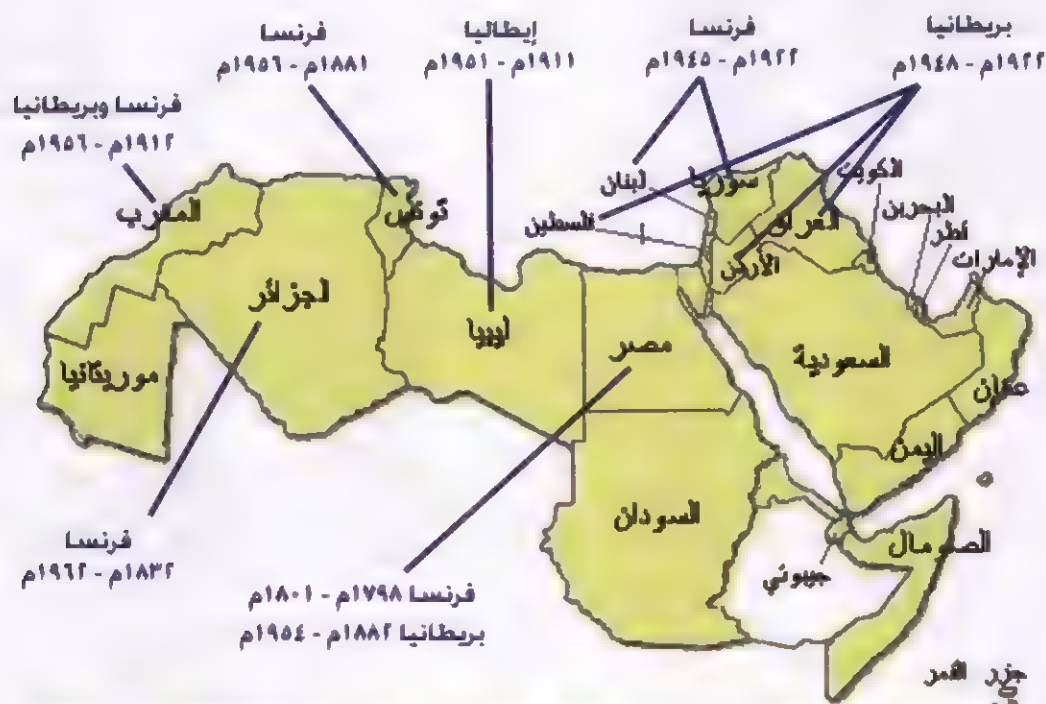 بريطانيا
١٩٢٢م - ١٩٤٨م
فرنسا
١٩٢٢م - ١٩٤٥م
إيطاليا
١٩١١م - ١٩٥١م
فرنسا
١٨٨١م - ١٩٥٦م
فرنسا وبريطانيا
١٩١٢م - ١٩٥٦م
الكويت
سوريا
لبنان
البحرين
قطر
الإمارات
العراق
فلسطين
الأردن
تونس
المغرب
الجزائر
ليبيا
مصر
السعودية
موريتانيا
عمان
اليمن
السودان
الصومال
جيبوتي
جزر القمر
فرنسا
١٨٣٢م - ١٩٦٢م
فرنسا ١٧٩٨م - ١٨٠١م
بريطانيا ١٨٨٢م - ١٩٥٤م